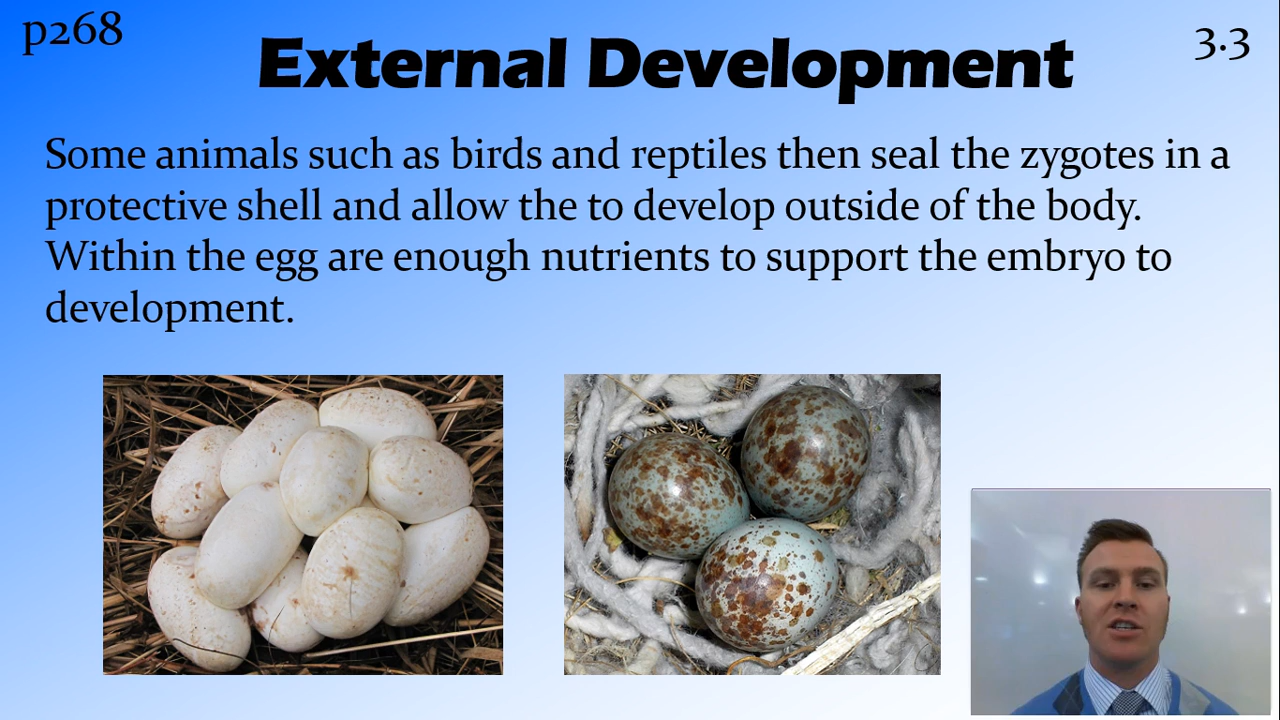 p268
3.3
External Development
Some animals such as birds and reptiles then seal the zygotes in a
protective shell and allow the to develop outside of the body.
Within the egg are enough nutrients to support the embryo to
development.